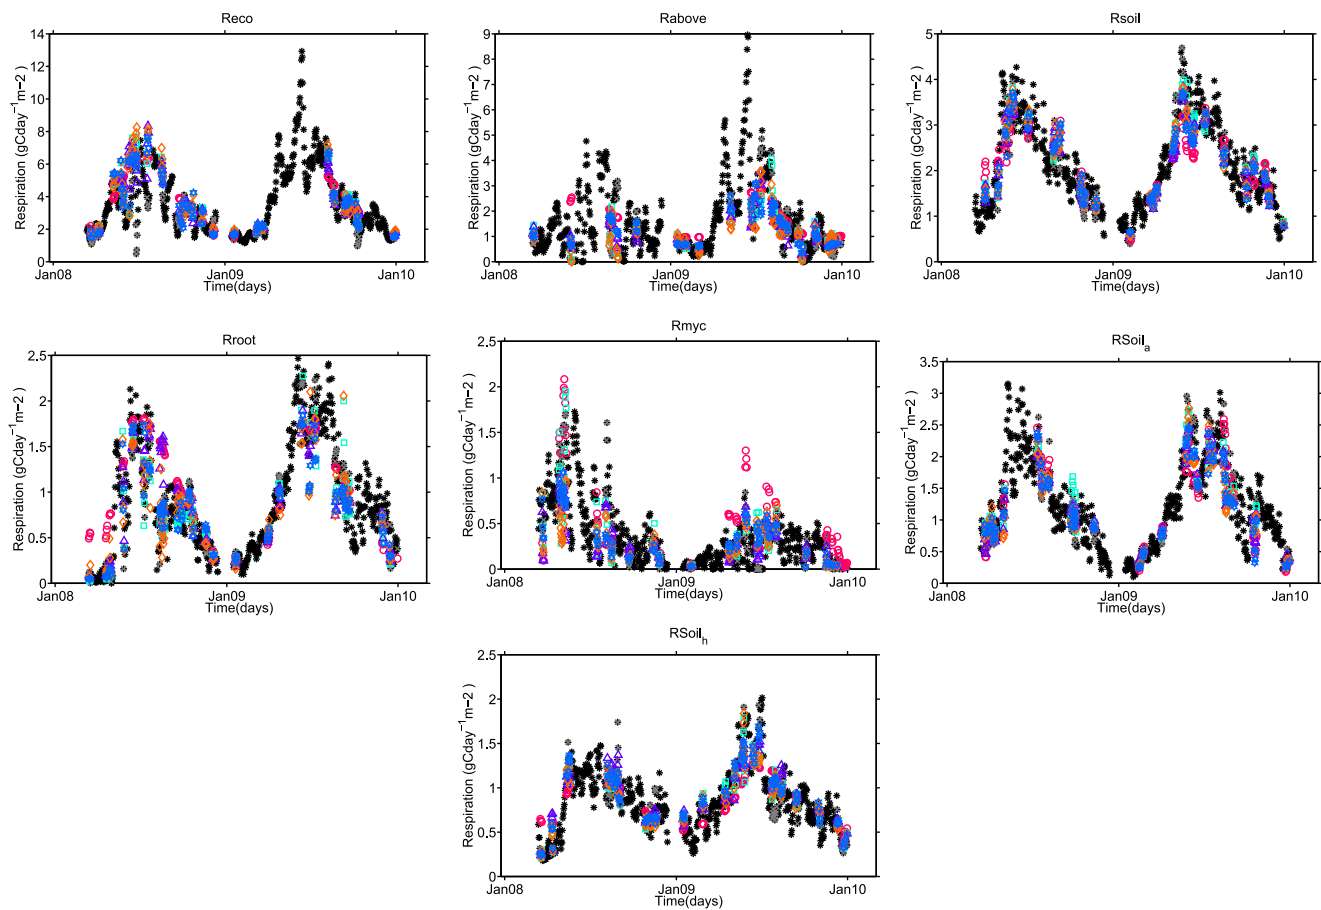 Reco
Respiration (gCday⁻¹m-2 )
14
12
10
8
6
4
2
0
Jan08
Jan09
Jan10
Time(days)
Rabove
Respiration (gCday⁻¹m-2 )
9
8
7
6
5
4
3
2
1
0
Jan08
Jan09
Jan10
Time(days)
Rsoil
Respiration (gCday⁻¹m-2 )
5
4
3
2
1
0
Jan08
Jan09
Jan10
Time(days)
Rroot
Respiration (gCday⁻¹m-2 )
2.5
2
1.5
1
0.5
0
Jan08
Jan09
Jan10
Time(days)
Rmyc
Respiration (gCday⁻¹m-2 )
2.5
2
1.5
1
0.5
0
Jan08
Jan09
Jan10
Time(days)
RSoilₐ
Respiration (gCday⁻¹m-2 )
3.5
3
2.5
2
1.5
1
0.5
0
Jan08
Jan09
Jan10
Time(days)
RSoilₕ
Respiration (gCday⁻¹m-2 )
2.5
2
1.5
1
0.5
0
Jan08
Jan09
Jan10
Time(days)